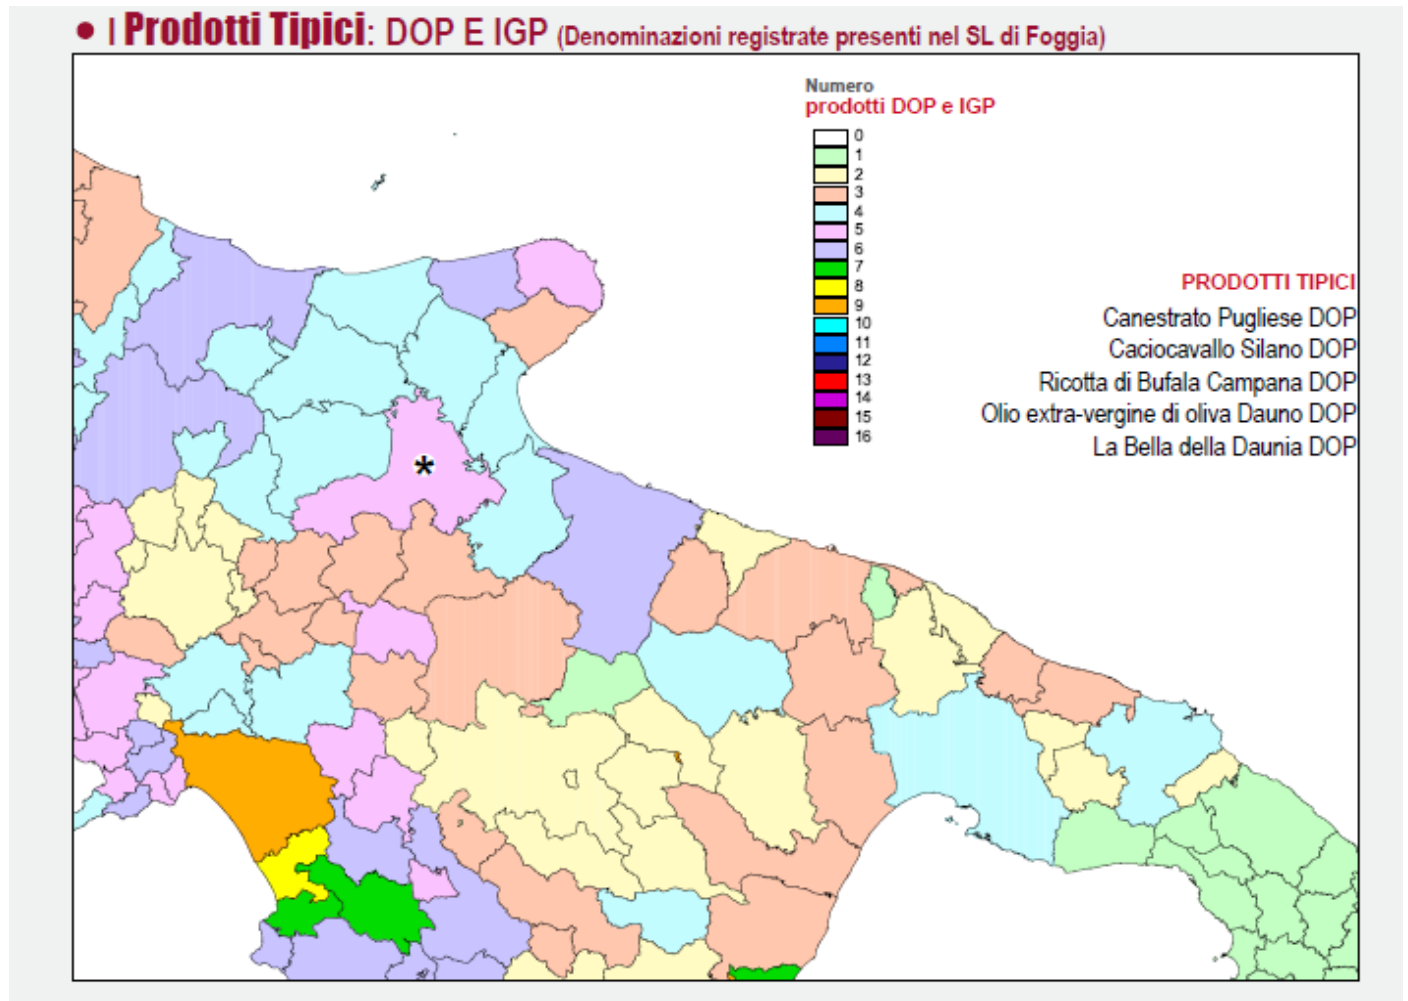 • I Prodotti Tipici: DOP E IGP (Denominazioni registrate presenti nel SL di Foggia)
Numero
prodotti DOP e IGP
0
1
2
3
4
5
6
7
8
9
10
11
12
13
14
15
16
PRODOTTI TIPICI
Canestrato Pugliese DOP
Caciocavallo Silano DOP
Ricotta di Bufala Campana DOP
Olio extra-vergine di oliva Dauno DOP
La Bella della Daunia DOP
*